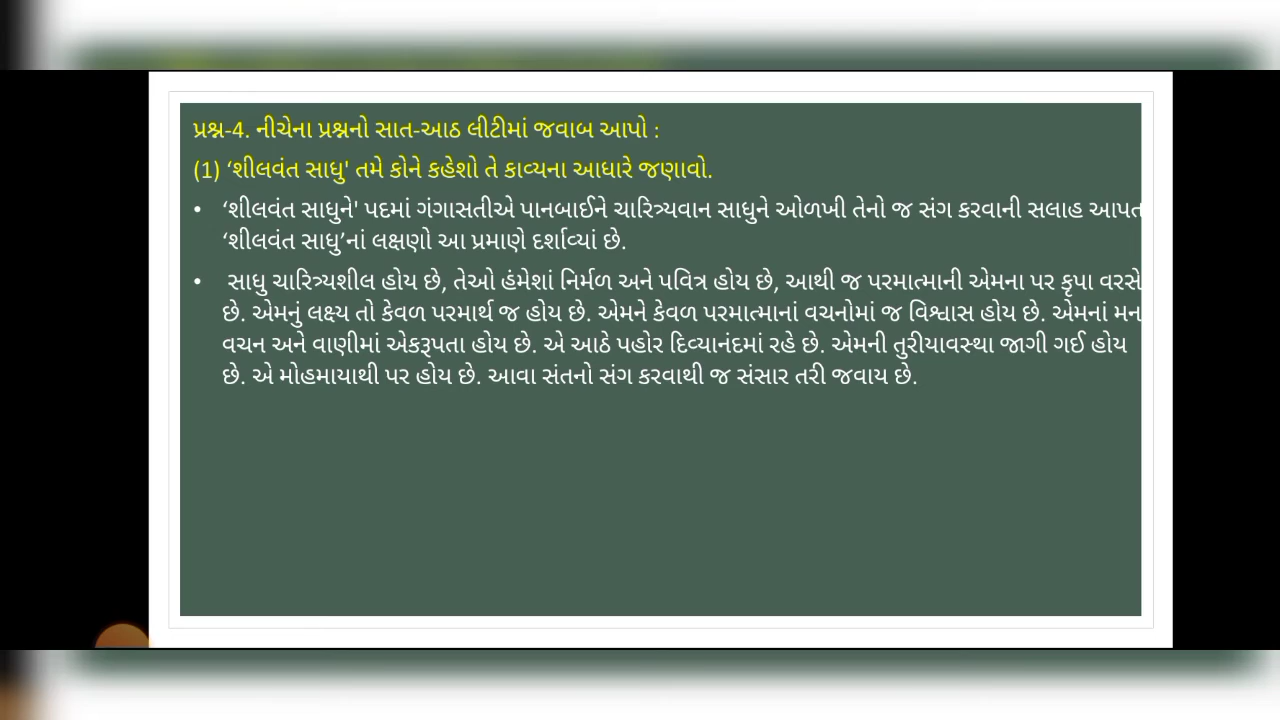 પ્રશ્ન-4. નીચેના પ્રશ્નનો સાત-આઠ લીટીમાં જવાબ આપો :
(1) ‘શીલવંત સાધુ' તમે કોને કહેશો તે કાવ્યના આધારે જણાવો.
• ‘શીલવંત સાધુને' પદમાં ગંગાસતીએ પાનબાઈને ચારિત્ર્યવાન સાધુને ઓળખી તેનો જ સંગ કરવાની સલાહ આપત
‘શીલવંત સાધુ’નાં લક્ષણો આ પ્રમાણે દર્શાવ્યાં છે.
• સાધુ ચારિત્ર્યશીલ હોય છે, તેઓ હંમેશાં નિર્મળ અને પવિત્ર હોય છે, આથી જ પરમાત્માની એમના પર કૃપા વરસે
છે. એમનું લક્ષ્ય તો કેવળ પરમાર્થ જ હોય છે. એમને કેવળ પરમાત્માનાં વચનોમાં જ વિશ્વાસ હોય છે. એમનાં મન
વચન અને વાણીમાં એકરૂપતા હોય છે. એ આઠે પહોર દિવ્યાનંદમાં રહે છે. એમની તુરીયાવસ્થા જાગી ગઈ હોય
છે. એ મોહમાયાથી પર હોય છે. આવા સંતનો સંગ કરવાથી જ સંસાર તરી જવાય છે.